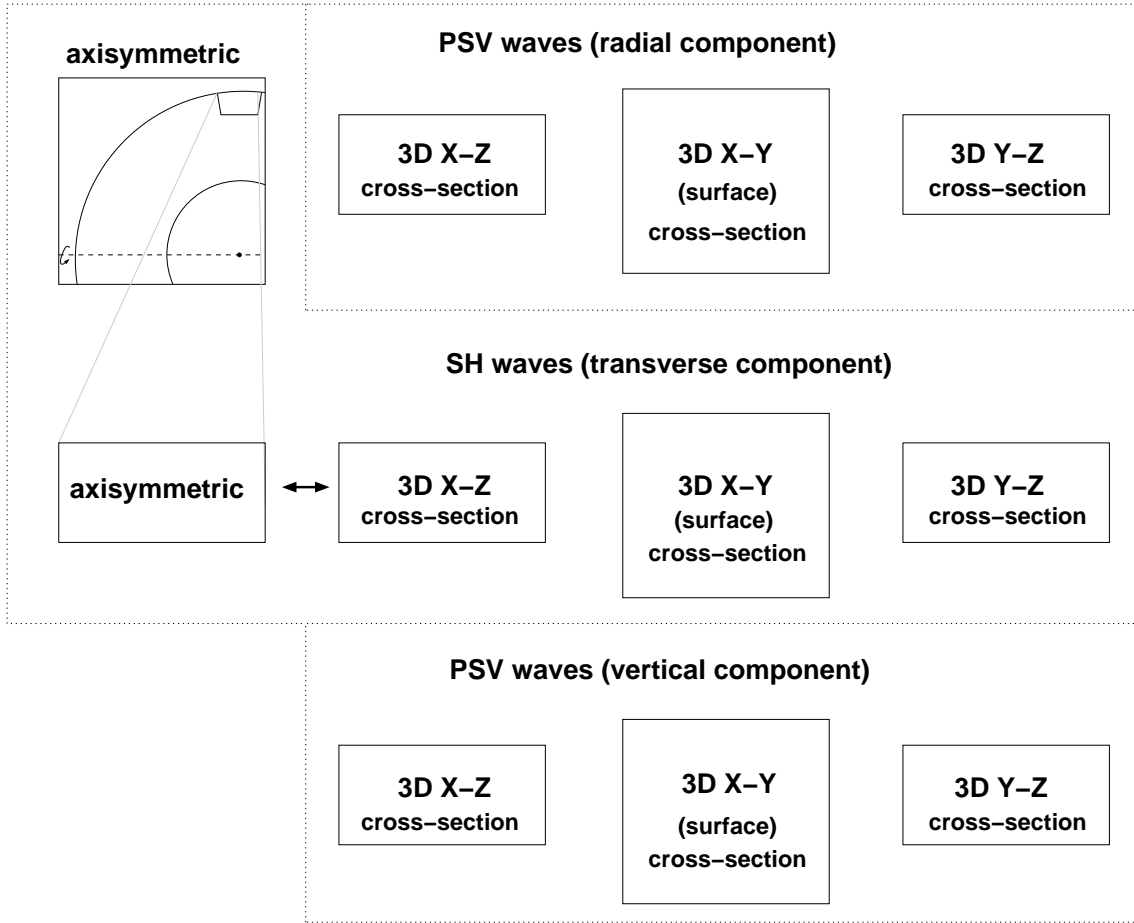 axisymmetric
PSV waves (radial component)
3D X−Z
cross−section
3D X−Y
(surface)
cross−section
3D Y−Z
cross−section
SH waves (transverse component)
axisymmetric
3D X−Z
cross−section
3D X−Y
(surface)
cross−section
3D Y−Z
cross−section
PSV waves (vertical component)
3D X−Z
cross−section
3D X−Y
(surface)
cross−section
3D Y−Z
cross−section